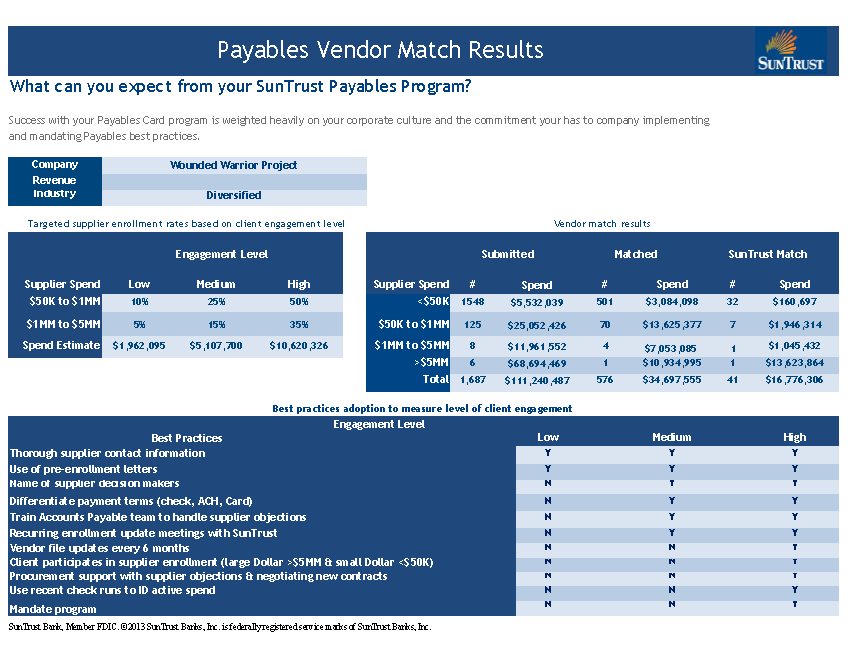 Payables Vendor Match Results
SUNTRUST
What can you expect from your SunTrust Payables Program?
Success with your Payables Card program is weighted heavily on your corporate culture and the commitment your has to company implementing
and mandating Payables best practices.
Company Wounded Warrior Project
Revenue
Industry Diversified
Targeted supplier enrollment rates based on client engagement level
Engagement Level
Supplier Spend Low Medium High
$50K to $1MM 10% 25% 50%
$1MM to $5MM 5% 15% 35%
Spend Estimate $1,962,095 $5,107,700 $10,620,326
Vendor match results
Submitted Matched SunTrust Match
Supplier Spend # Spend # Spend # Spend
<$50K 1548 $5,532,039 501 $3,084,098 32 $160,697
$50K to $1MM 125 $25,052,426 70 $13,625,377 7 $1,946,314
$1MM to $5MM 8 $11,961,552 4 $7,053,085 1 $1,045,432
>$5MM 6 $68,694,469 1 $10,934,995 1 $13,623,864
Total 1,687 $111,240,487 576 $34,697,555 41 $16,776,306
Best practices adoption to measure level of client engagement
Engagement Level
Best Practices Low Medium High
Thorough supplier contact information Y Y Y
Use of pre-enrollment letters Y Y Y
Name of supplier decision makers N Y Y
Differentiate payment terms (check, ACH, Card) N Y Y
Train Accounts Payable team to handle supplier objections N Y Y
Recurring enrollment update meetings with SunTrust N Y Y
Vendor file updates every 6 months N N Y
Client participates in supplier enrollment (large Dollar >$5MM & small Dollar <$50K) N N Y
Procurement support with supplier objections & negotiating new contracts N N Y
Use recent check runs to ID active spend N N Y
Mandate program N N Y
SunTrust Bank, Member FDIC. ©2013 SunTrust Banks, Inc. is federally registered service marks of SunTrust Banks, Inc.